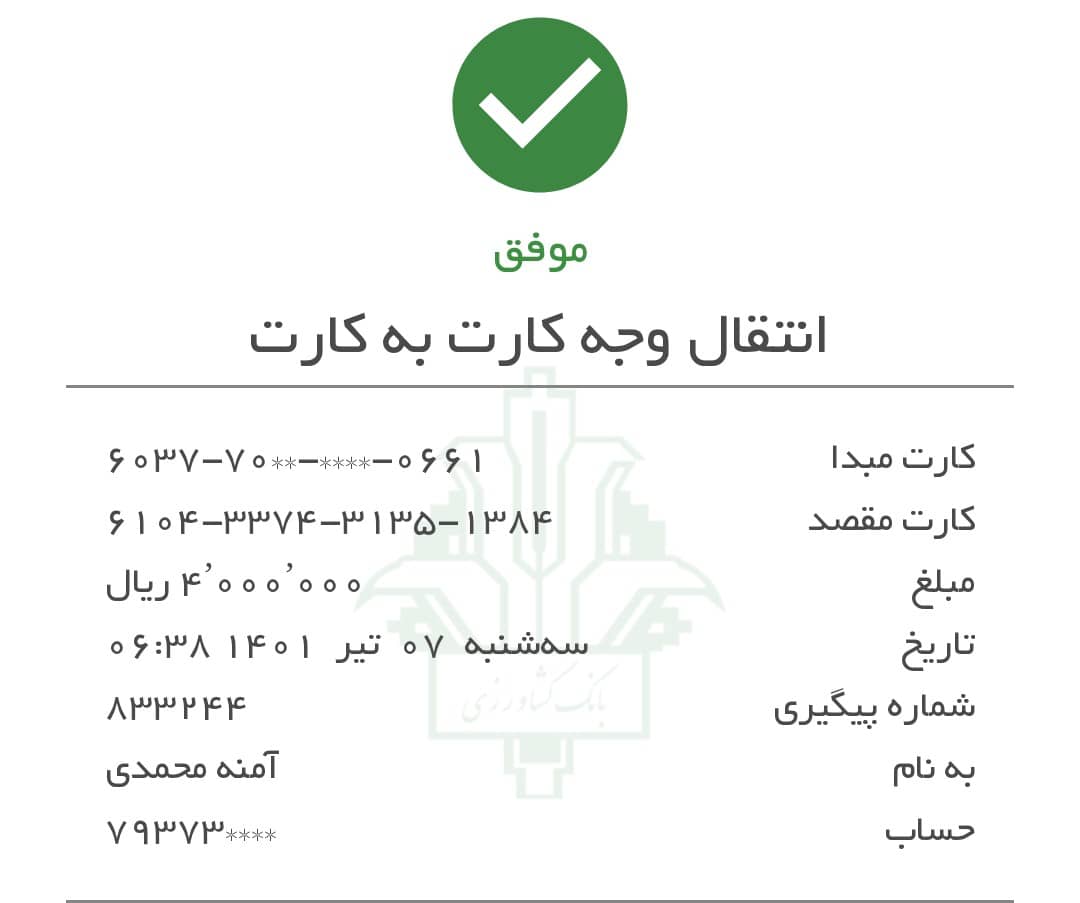 موفق
انتقال وجه کارت به کارت
کارت مبدا ۶۰۳۷-۷۰**-****-۰۶۶۱
کارت مقصد ۶۱۰۴-۳۳۷۴-۳۱۳۵-۱۳۸۴
مبلغ ۴٬۰۰۰٬۰۰۰ ریال
تاریخ سه‌شنبه ۰۷ تیر ۱۴۰۱ ۰۶:۳۸
شماره پیگیری ۸۳۳۲۴۴
به نام آمنه محمدی
حساب ۷۹۳۷۳****
بانک کشاورزی